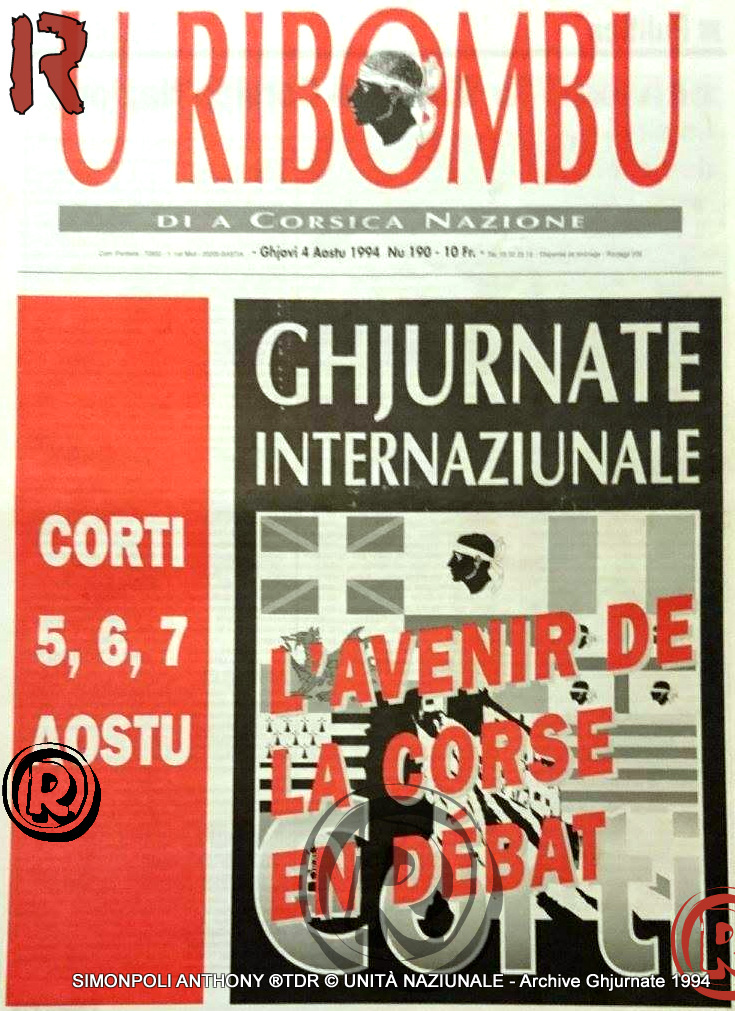 R
U RIBOMBU
DI A CORSICA NAZIONE
- Ghjovi 4 Aostu 1994 Nu 190 - 10 Fr. -
GHJURNATE
INTERNAZIUNALE
CORTI
5, 6, 7
AOSTU
L'AVENIR DE
LA CORSE
EN DÉBAT
Corti
R
R
R
SIMONPOLI ANTHONY ®TDR © UNITÀ NAZIUNALE - Archive Ghjurnate 1994